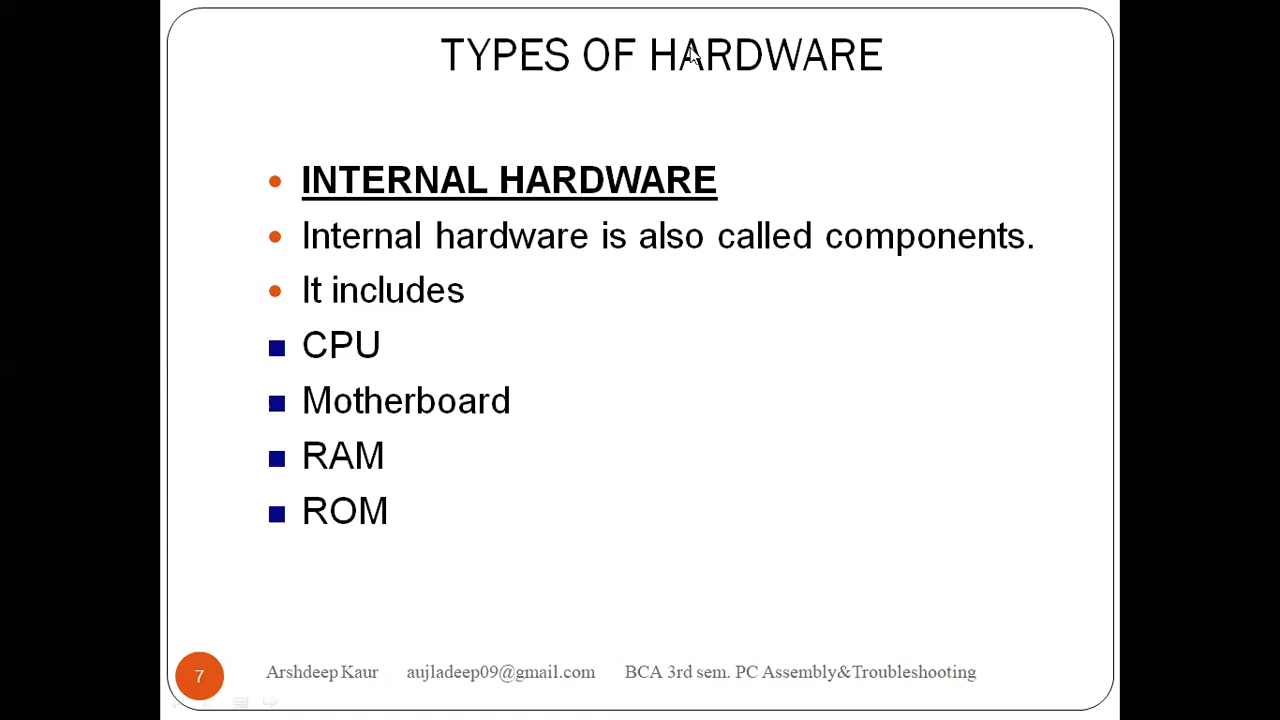 TYPES OF HARDWARE
INTERNAL HARDWARE
Internal hardware is also called components.
It includes
CPU
Motherboard
RAM
ROM
7 Arshdeep Kaur aujladeep09@gmail.com BCA 3rd sem. PC Assembly&Troubleshooting